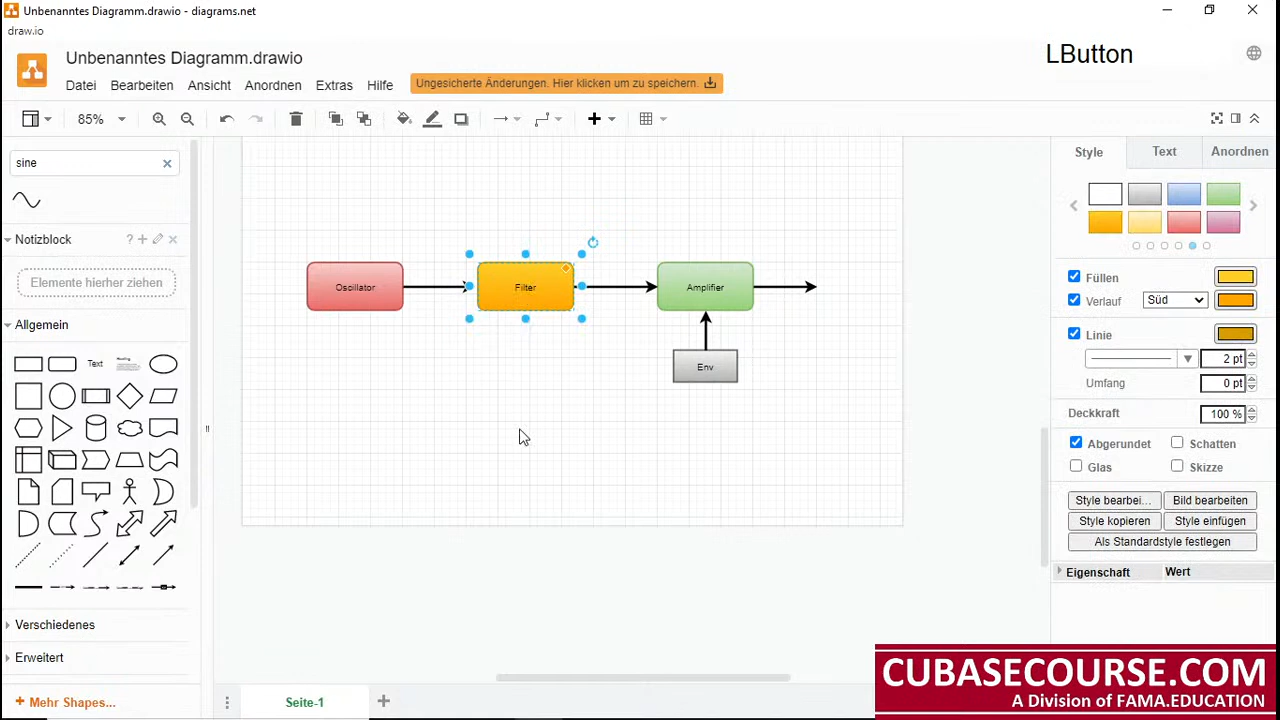 Unbenanntes Diagramm.drawio - diagrams.net
draw.io
Unbenanntes Diagramm.drawio
LButton
Datei Bearbeiten Ansicht Anordnen Extras Hilfe
Ungesicherte Änderungen. Hier klicken um zu speichern.
85%
sine
Notizblock
Elemente hierher ziehen
Allgemein
Text
Verschiedenes
Erweitert
+ Mehr Shapes...
Oscillator
Filter
Amplifier
Env
Seite-1
Style Text Anordnen
Füllen
Verlauf Süd
Linie
2 pt
Umfang 0 pt
Deckkraft 100 %
Abgerundet Schatten
Glas Skizze
Style bearbei... Bild bearbeiten
Style kopieren Style einfügen
Als Standardstyle festlegen
Eigenschaft Wert
CUBASECOURSE.COM
A Division of FAMA.EDUCATION